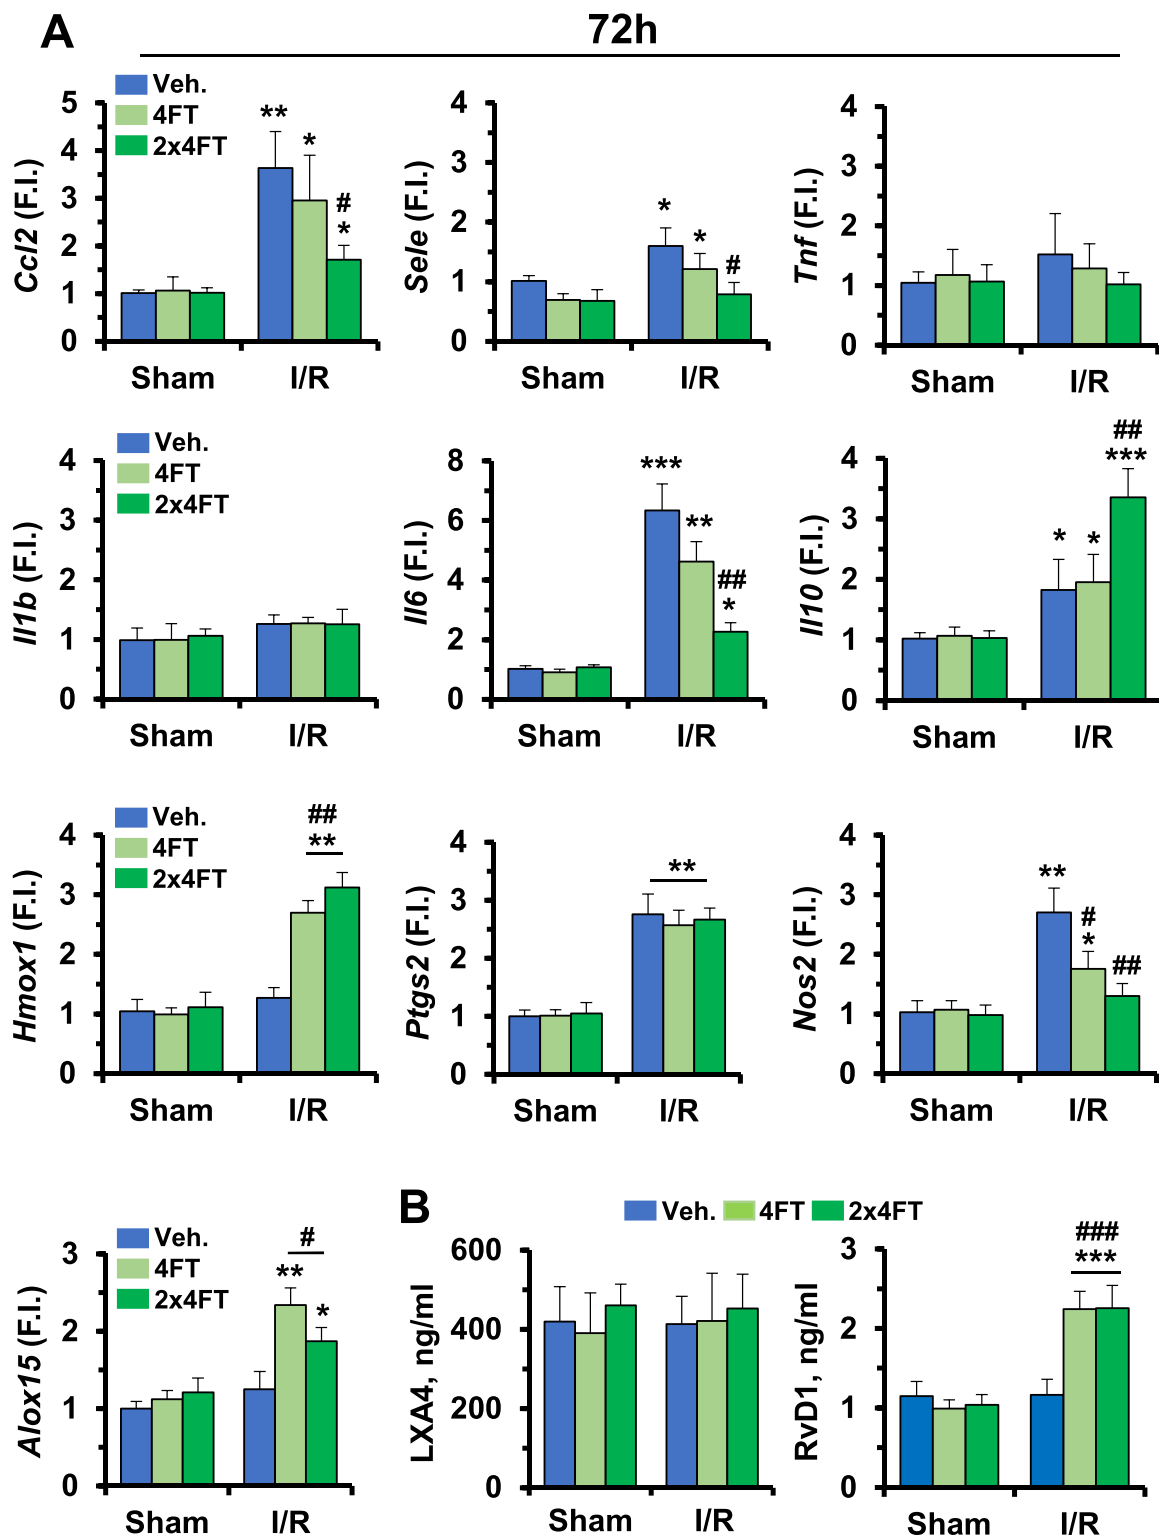 A
72h
Veh.
4FT
2x4FT
Ccl2 (F.I.)
5
4
3
2
1
0
**
*
#
*
Sham
I/R
Sele (F.I.)
4
3
2
1
0
*
*
#
Sham
I/R
Tnf (F.I.)
4
3
2
1
0
Sham
I/R
Veh.
4FT
2x4FT
Il1b (F.I.)
4
3
2
1
0
Sham
I/R
Il6 (F.I.)
8
6
4
2
0
***
**
##
*
Sham
I/R
Il10 (F.I.)
4
3
2
1
0
*
*
##
***
Sham
I/R
Veh.
4FT
2x4FT
Hmox1 (F.I.)
4
3
2
1
0
##
**
Sham
I/R
Ptgs2 (F.I.)
4
3
2
1
0
**
Sham
I/R
Nos2 (F.I.)
4
3
2
1
0
**
#
*
##
Sham
I/R
Veh.
4FT
2x4FT
Alox15 (F.I.)
3
2
1
0
#
**
*
Sham
I/R
B
Veh. 4FT 2x4FT
LXA4, ng/ml
600
400
200
0
Sham
I/R
RvD1, ng/ml
3
2
1
0
###
***
Sham
I/R